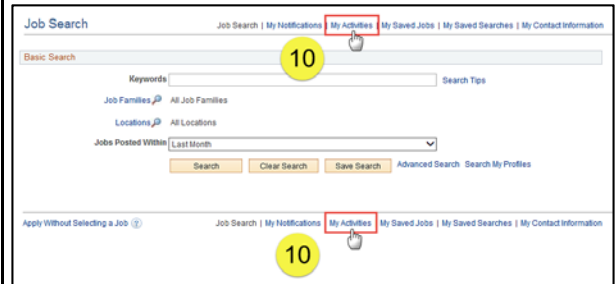 Job Search
Job Search | My Notifications | My Activities | My Saved Jobs | My Saved Searches | My Contact Information
10
Basic Search
Keywords
Search Tips
Job Families All Job Families
Locations All Locations
Jobs Posted Within Last Month
Search Clear Search Save Search Advanced Search Search My Profiles
Apply Without Selecting a Job ? Job Search | My Notifications | My Activities | My Saved Jobs | My Saved Searches | My Contact Information
10